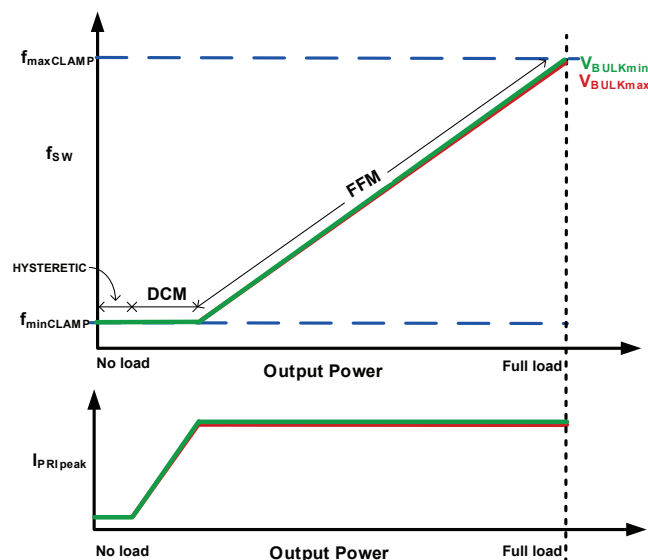 fmaxCLAMP
VBULKmin
VBULKmax
fSW
FFM
HYSTERETIC
DCM
fminCLAMP
No load
Output Power
Full load
IPRIpeak
No load
Output Power
Full load